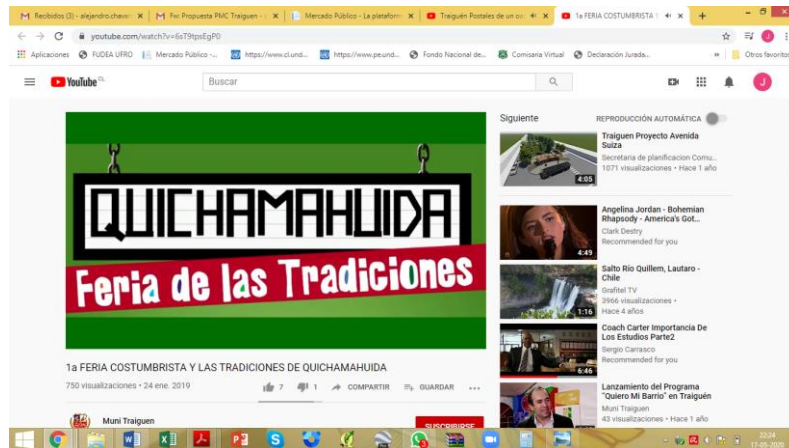 Recibidos (3) - alejandro.chaver
Fw: Propuesta PMC Traiguen -
Mercado Público - La plataform
Traiguén Postales de un oa
1a FERIA COSTUMBRISTA
youtube.com/watch?v=6sT9tpsEgP0
Aplicaciones
FUDEA UFRO
Mercado Público -...
https://www.cl.und...
https://www.pe.und...
Fondo Nacional de...
Comisaria Virtual
Declaración Jurada...
Otros favoritos
YouTube CL
Buscar
J
QUICHAMAHUIDA
Feria de las Tradiciones
1a FERIA COSTUMBRISTA Y LAS TRADICIONES DE QUICHAMAHUIDA
750 visualizaciones • 24 ene. 2019
7
1
COMPARTIR
GUARDAR
Muni Traiguen
SUSCRIBIRSE
Siguiente
REPRODUCCIÓN AUTOMÁTICA
4:05
Traiguen Proyecto Avenida
Suiza
Secretaria de planificacion Comu...
1071 visualizaciones • Hace 1 año
4:49
Angelina Jordan - Bohemian
Rhapsody - America's Got...
Clark Destry
Recommended for you
1:16
Salto Rio Quillem, Lautaro -
Chile
Grafitel TV
3966 visualizaciones •
Hace 4 años
6:46
Coach Carter Importancia De
Los Estudios Parte2
Sergio Carrasco
Recommended for you
Lanzamiento del Programa
"Quiero Mi Barrio" en Traiguén
Muni Traiguen
43 visualizaciones • Hace 1 año
22:24
17-05-2020